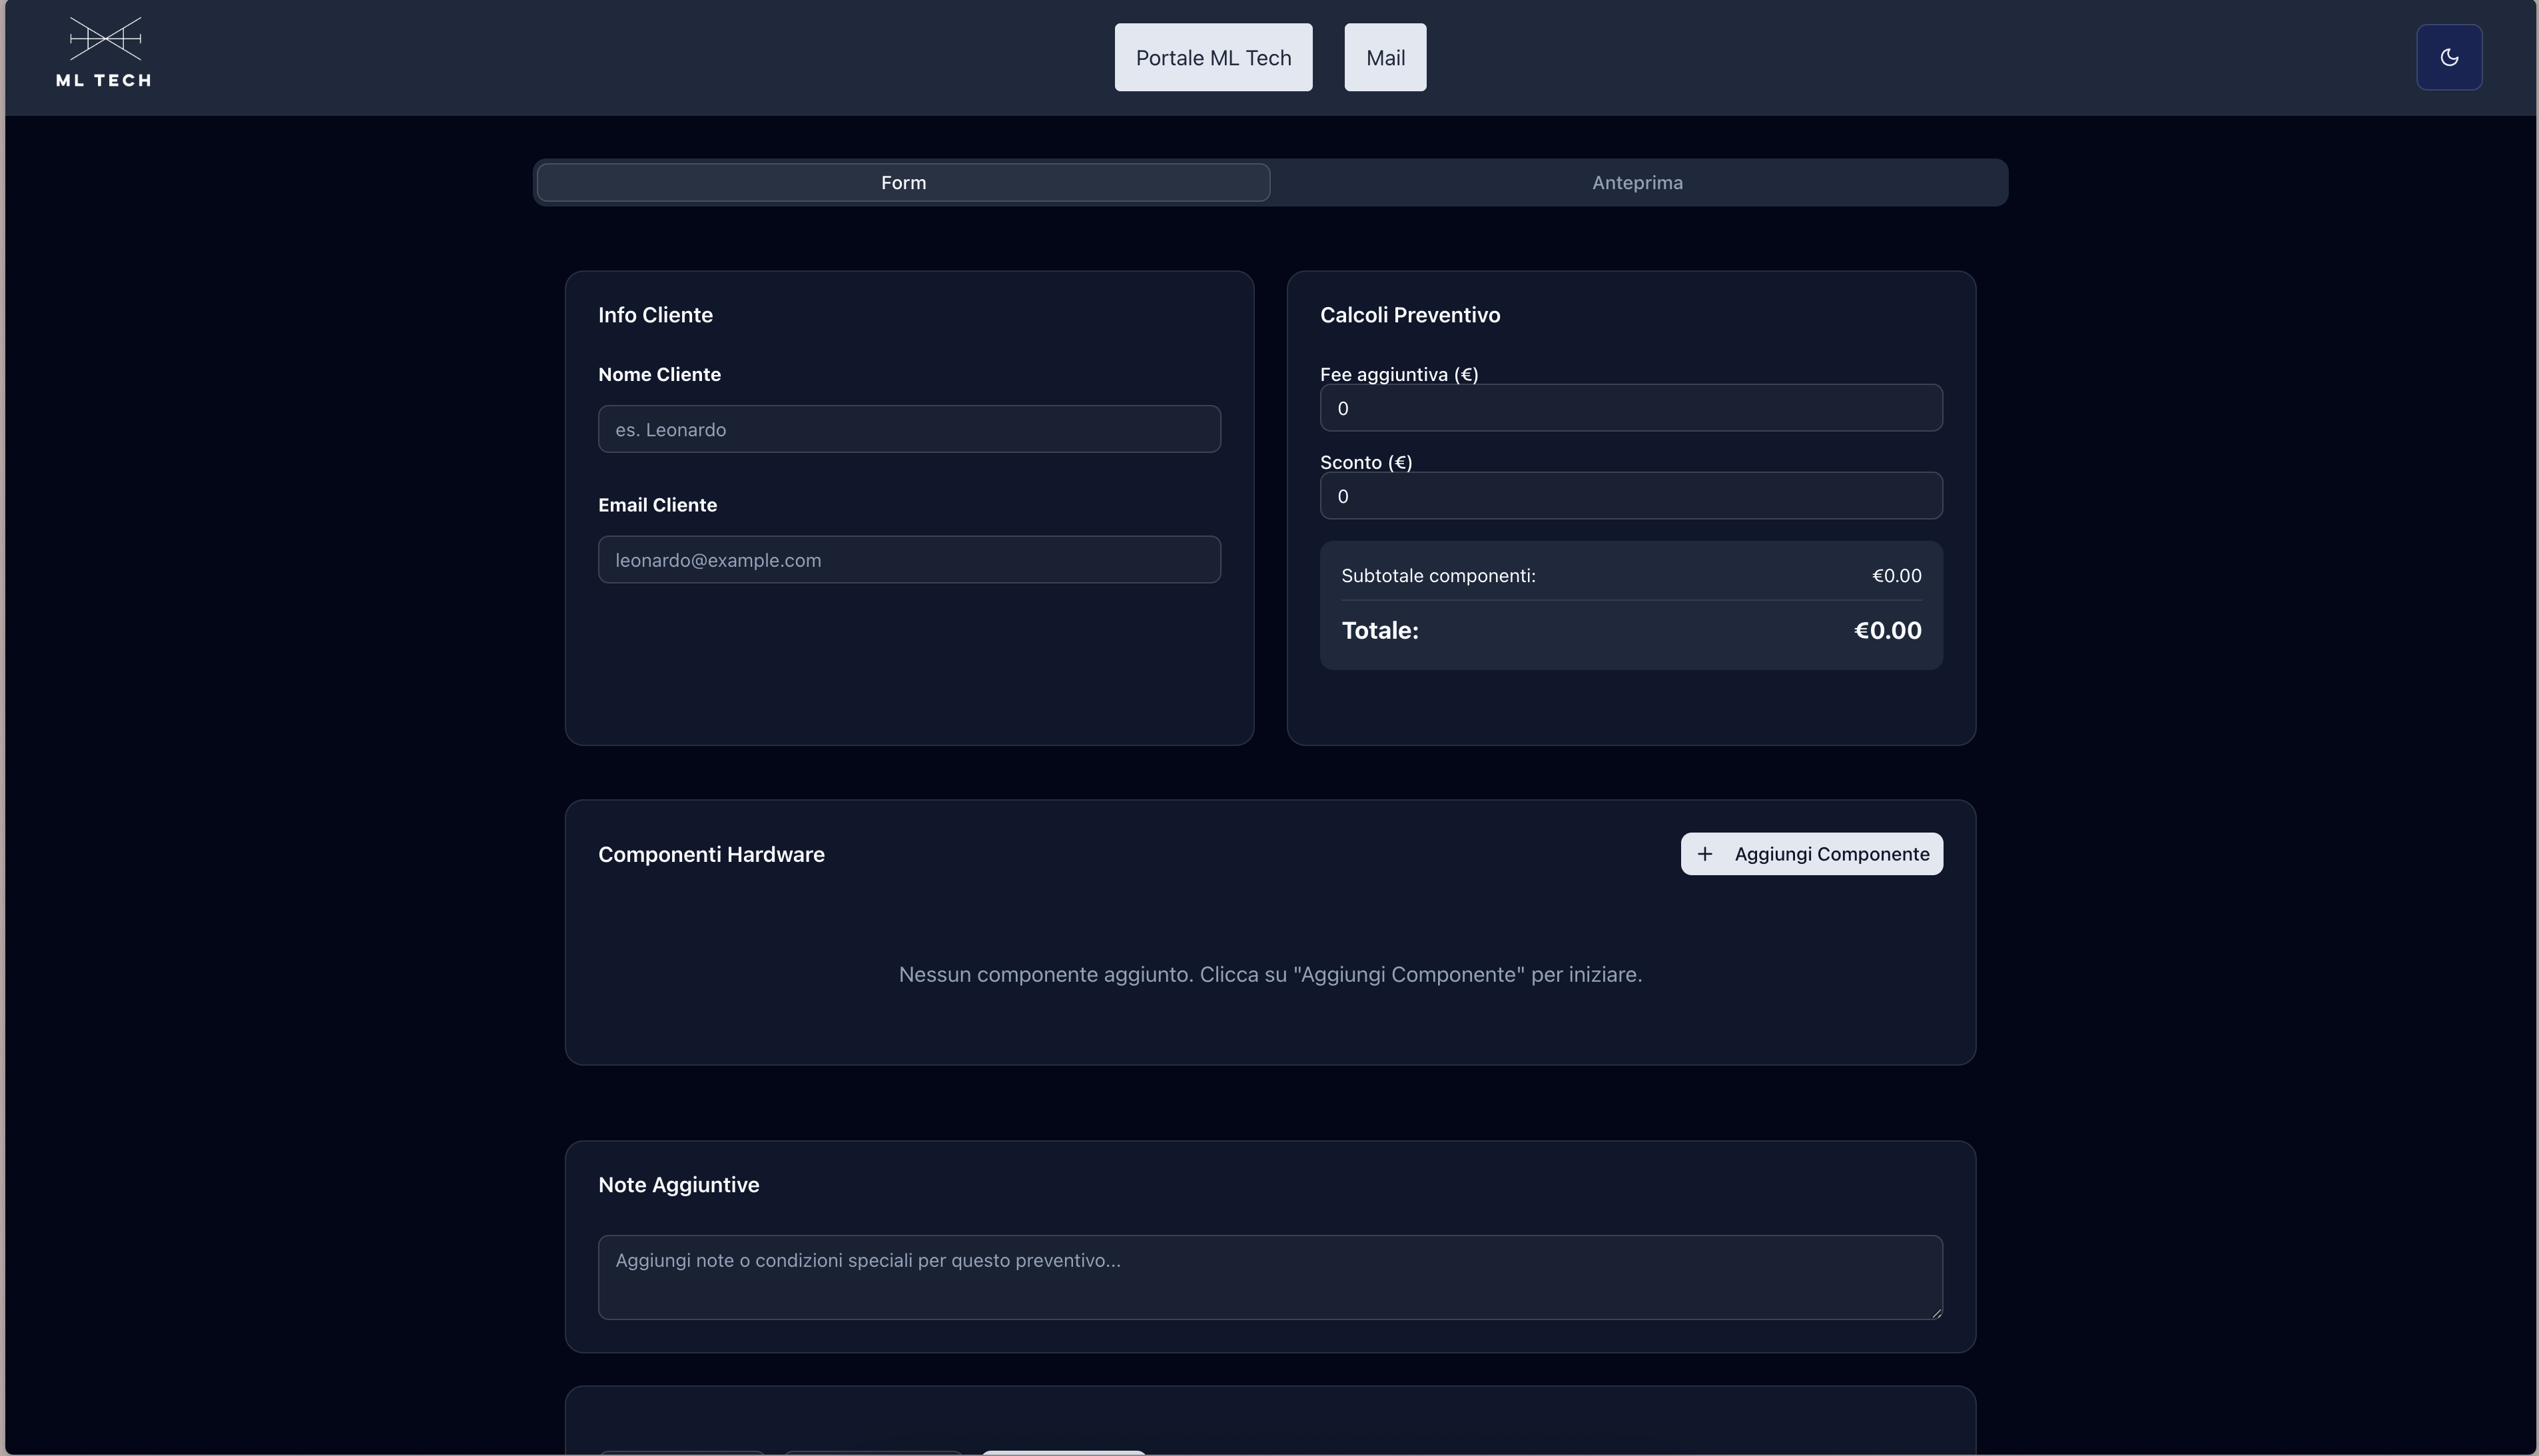 ML TECH
Portale ML Tech
Mail
Form
Anteprima
Info Cliente
Nome Cliente
es. Leonardo
Email Cliente
leonardo@example.com
Calcoli Preventivo
Fee aggiuntiva (€)
0
Sconto (€)
0
Subtotale componenti: €0.00
Totale: €0.00
Componenti Hardware
+ Aggiungi Componente
Nessun componente aggiunto. Clicca su "Aggiungi Componente" per iniziare.
Note Aggiuntive
Aggiungi note o condizioni speciali per questo preventivo...